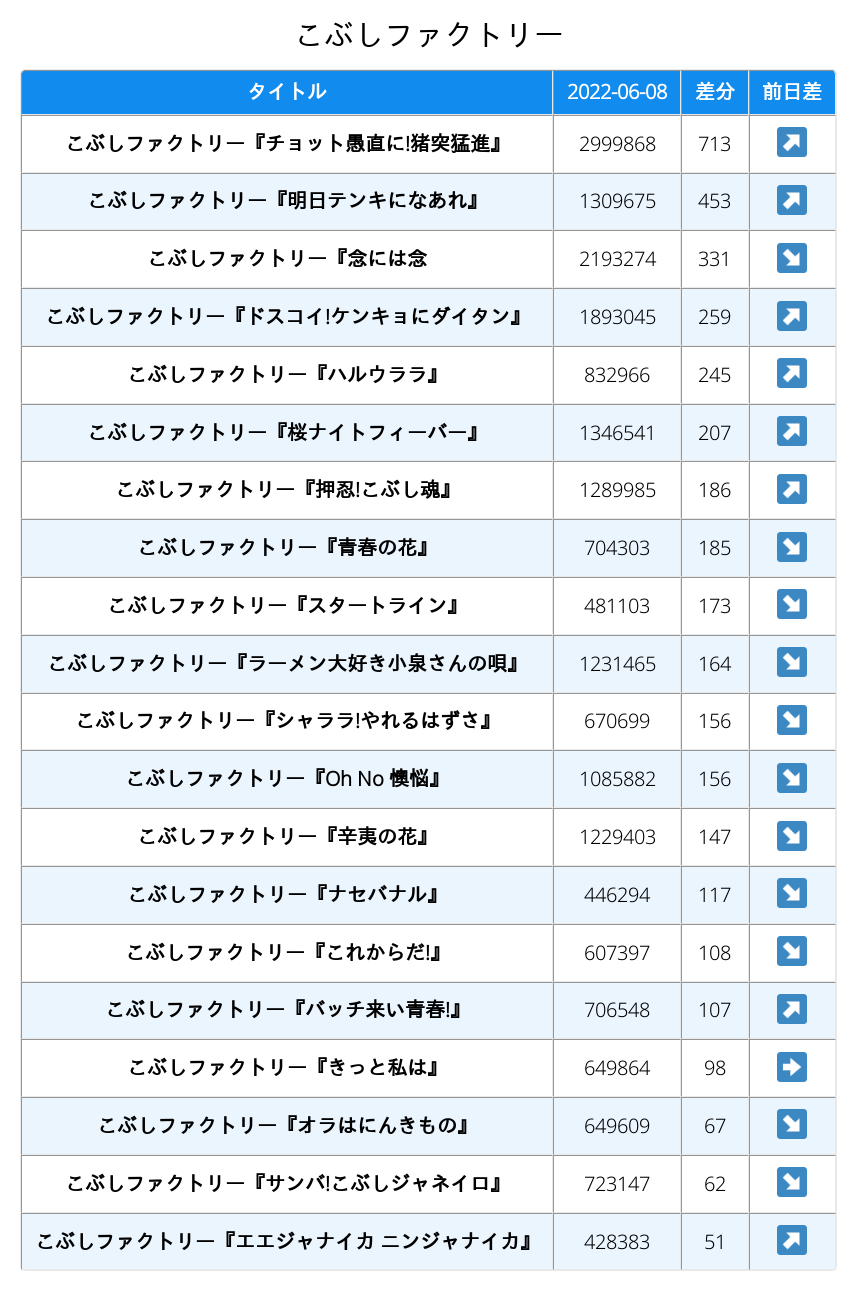 こぶしファクトリー
タイトル 2022-06-08 差分 前日差
こぶしファクトリー『チョット愚直に!猪突猛進』 2999868 713 ↗
こぶしファクトリー『明日テンキになあれ』 1309675 453 ↗
こぶしファクトリー『念には念 2193274 331 ↘
こぶしファクトリー『ドスコイ!ケンキョにダイタン』 1893045 259 ↗
こぶしファクトリー『ハルウララ』 832966 245 ↗
こぶしファクトリー『桜ナイトフィーバー』 1346541 207 ↗
こぶしファクトリー『押忍!こぶし魂』 1289985 186 ↗
こぶしファクトリー『青春の花』 704303 185 ↘
こぶしファクトリー『スタートライン』 481103 173 ↘
こぶしファクトリー『ラーメン大好き小泉さんの唄』 1231465 164 ↘
こぶしファクトリー『シャララ!やれるはずさ』 670699 156 ↘
こぶしファクトリー『Oh No 懊悩』 1085882 156 ↘
こぶしファクトリー『辛夷の花』 1229403 147 ↘
こぶしファクトリー『ナセバナル』 446294 117 ↘
こぶしファクトリー『これからだ!』 607397 108 ↘
こぶしファクトリー『バッチ来い青春!』 706548 107 ↗
こぶしファクトリー『きっと私は』 649864 98 ➡
こぶしファクトリー『オラはにんきもの』 649609 67 ↘
こぶしファクトリー『サンバ!こぶしジャネイロ』 723147 62 ↘
こぶしファクトリー『エエジャナイカ ニンジャナイカ』 428383 51 ↗